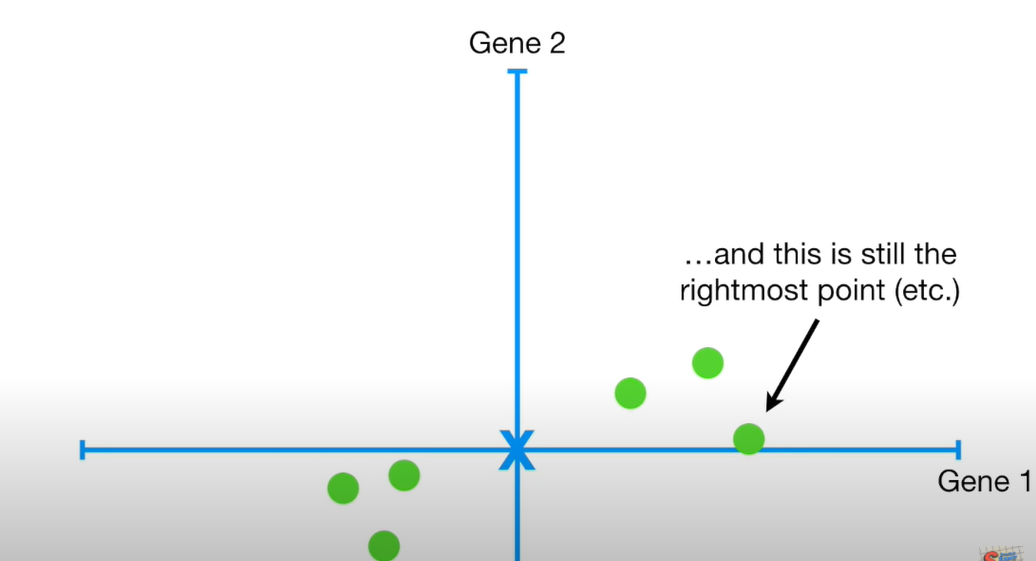 Gene 2
…and this is still the
rightmost point (etc.)
Gene 1